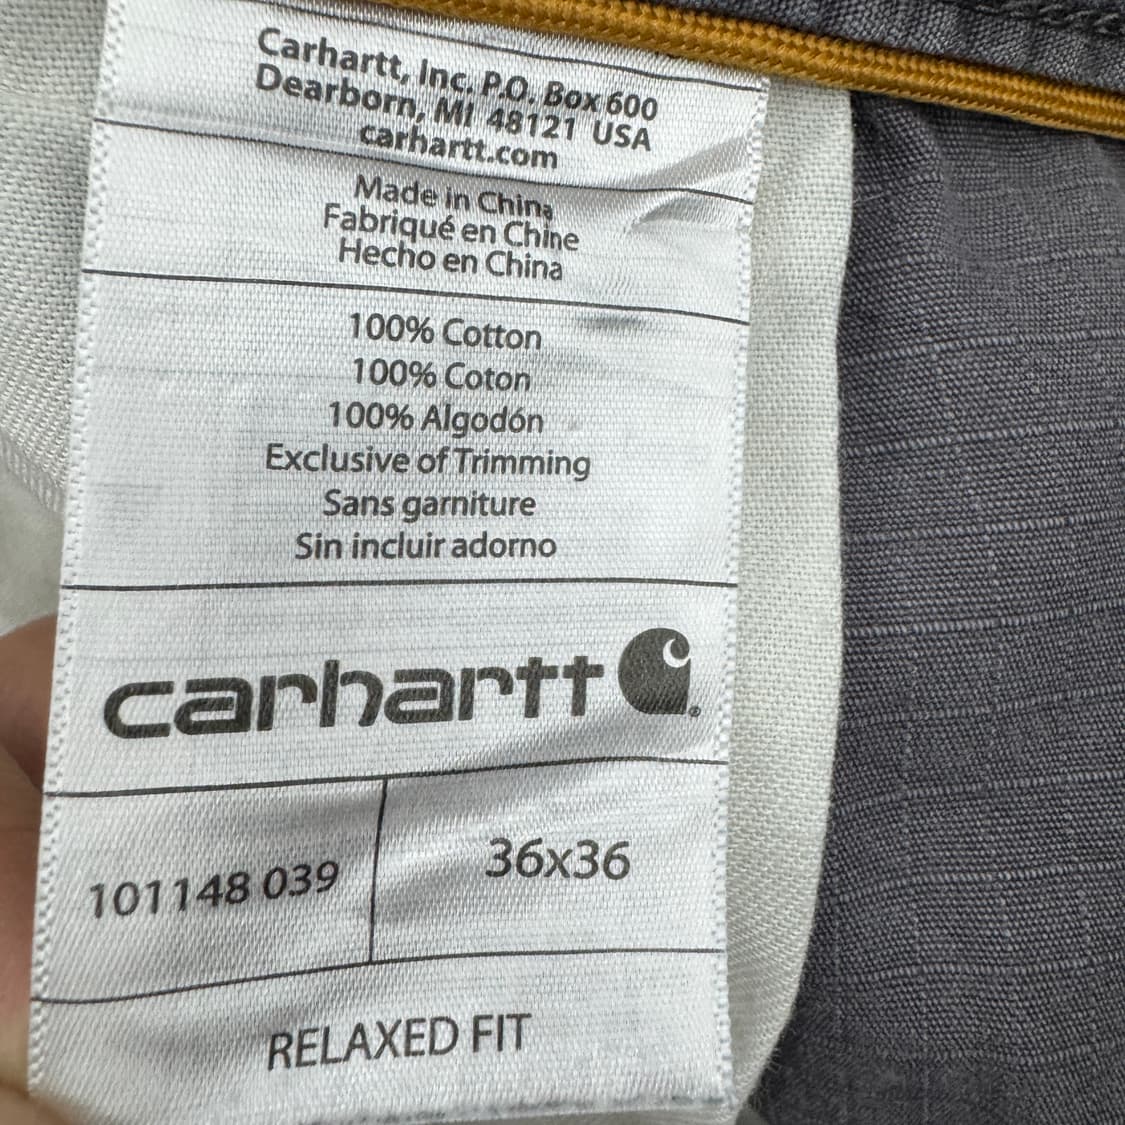 Carhartt, Inc. P.O. Box 600
Dearborn, MI 48121 USA
carhartt.com
Made in China
Fabriqué en Chine
Hecho en China
100% Cotton
100% Coton
100% Algodón
Exclusive of Trimming
Sans garniture
Sin incluir adorno
carhartt
101148 039
36x36
RELAXED FIT